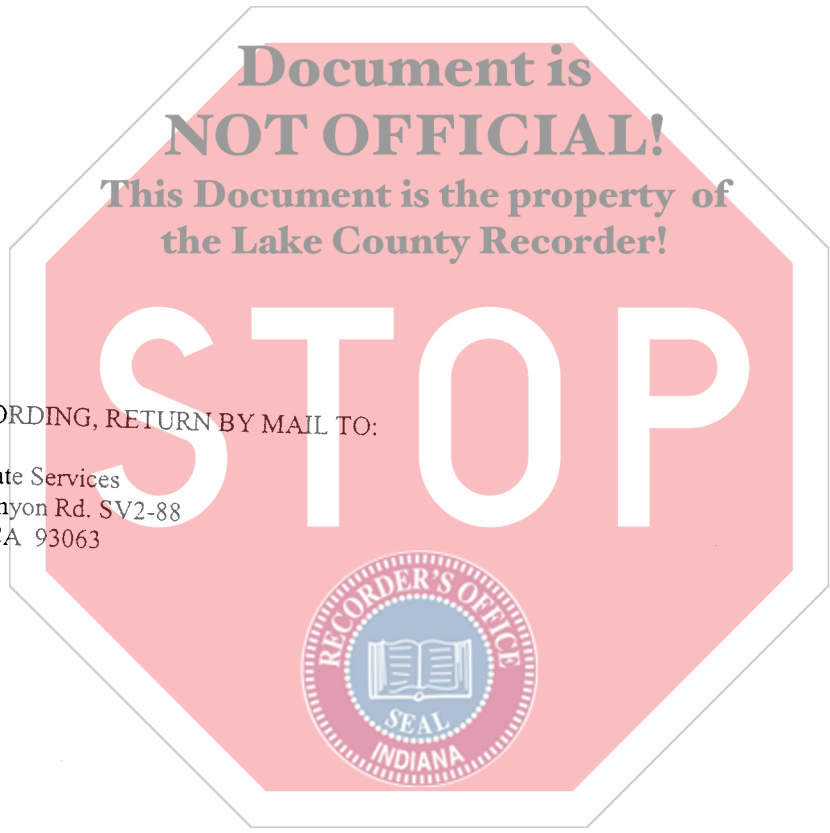 Document is
NOT OFFICIAL!
This Document is the property of
the Lake County Recorder!
STOP
ORDING, RETURN BY MAIL TO:
ate Services
nyon Rd. SV2-88
CA 93063
RECORDER'S OFFICE
SEAL
INDIANA